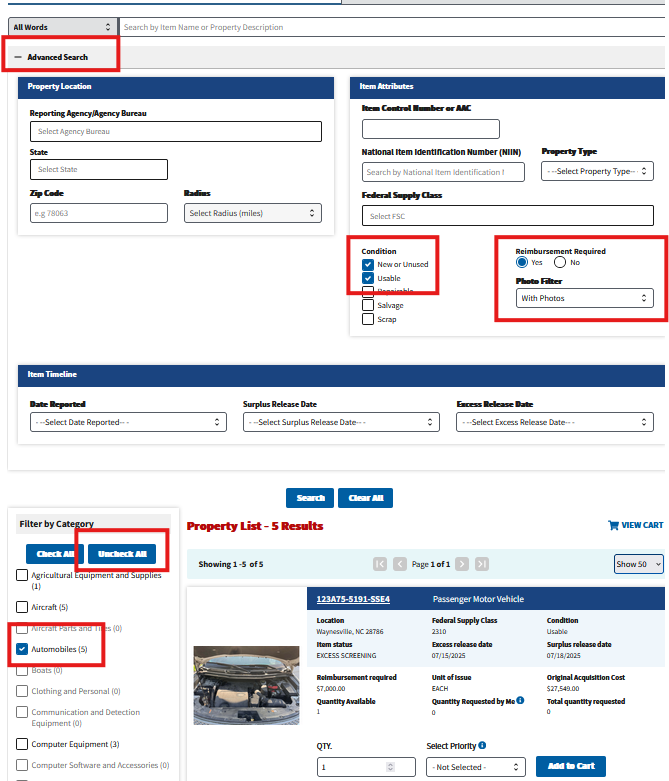 All Words
Search by Item Name or Property Description
Advanced Search
Property Location
Item Attributes
Reporting Agency/Agency Bureau
Select Agency Bureau
State
Select State
Zip Code
Radius
e.g 78063
Select Radius (miles)
Item Control Number or AAC
National Item Identification Number (NIIN)
Property Type
Search by National Item Identification
---Select Property Type--
Federal Supply Class
Select FSC
Condition
New or Unused
Usable
Repairable
Salvage
Scrap
Reimbursement Required
Yes
No
Photo Filter
With Photos
Item Timeline
Date Reported
Surplus Release Date
Excess Release Date
---Select Date Reported---
---Select Surplus Release Date---
---Select Excess Release Date---
Search
Clear All
Filter by Category
Check All
Uncheck All
Agricultural Equipment and Supplies
(1)
Aircraft (5)
Aircraft Parts and Tires (0)
Automobiles (5)
Boats (0)
Clothing and Personal (0)
Communication and Detection
Equipment (0)
Computer Equipment (3)
Computer Software and Accessories (0)
Property List - 5 Results
VIEW CART
Showing 1 -5 of 5
Page 1 of 1
Show 50
123A75-5191-SSE4
Passenger Motor Vehicle
Location
Federal Supply Class
Condition
Waynesville, NC 28786
2310
Usable
Item status
Excess release date
Surplus release date
EXCESS SCREENING
07/15/2025
07/18/2025
Reimbursement required
Unit of Issue
Original Acquisition Cost
$7,000.00
EACH
$27,549.00
Quantity Available
Quantity Requested by Me
Total quantity requested
1
0
0
QTY.
Select Priority
1
- Not Selected -
Add to Cart